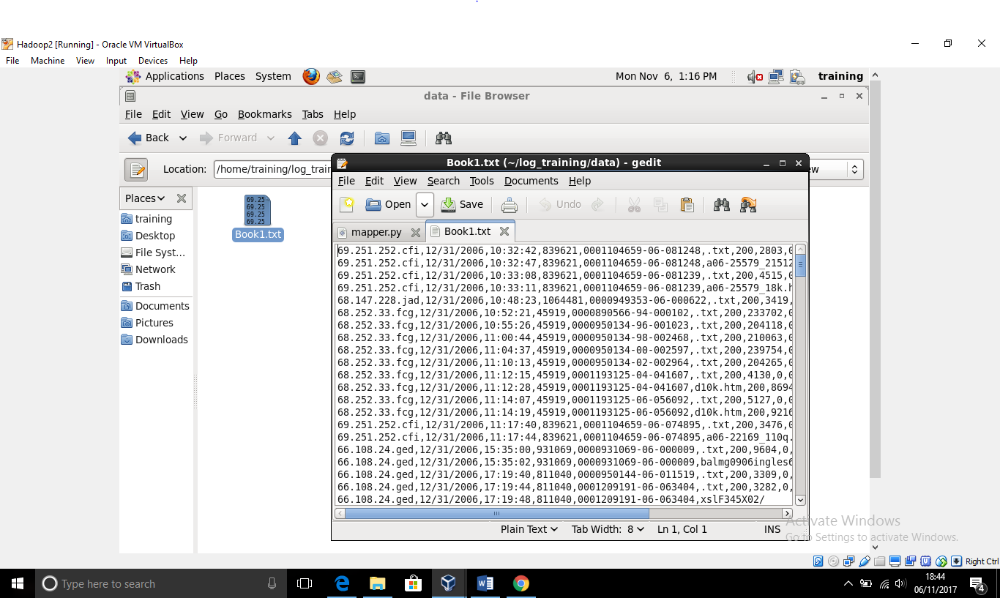 Hadoop2 [Running] - Oracle VM VirtualBox
File Machine View Input Devices Help
Applications Places System Mon Nov 6, 1:16 PM training
data - File Browser
File Edit View Go Bookmarks Tabs Help
Back Forward
Location: /home/training/log_train ew
Book1.txt (~/log_training/data) - gedit
File Edit View Search Tools Documents Help
Open Save Undo
mapper.py Book1.txt
Places
training
Desktop
File Syst...
Network
Trash
Documents
Pictures
Downloads
69.25
69.25
69.25
69.25
Book1.txt
69.251.252.cfi,12/31/2006,10:32:42,839621,0001104659-06-081248,.txt,200,2803,0
69.251.252.cfi,12/31/2006,10:32:47,839621,0001104659-06-081248,a06-25579_21512
69.251.252.cfi,12/31/2006,10:33:08,839621,0001104659-06-081239,.txt,200,4515,0
69.251.252.cfi,12/31/2006,10:33:11,839621,0001104659-06-081239,a06-25579_18k.h
68.147.228.jad,12/31/2006,10:48:23,1064481,0000949353-06-000622,.txt,200,3419,
68.252.33.fcg,12/31/2006,10:52:21,45919,0000890566-94-000102,.txt,200,233702,0
68.252.33.fcg,12/31/2006,10:55:26,45919,0000950134-96-001023,.txt,200,204118,0
68.252.33.fcg,12/31/2006,11:00:44,45919,0000950134-98-002468,.txt,200,210063,0
68.252.33.fcg,12/31/2006,11:04:37,45919,0000950134-00-002597,.txt,200,239754,0
68.252.33.fcg,12/31/2006,11:10:13,45919,0000950134-02-002964,.txt,200,204265,0
68.252.33.fcg,12/31/2006,11:12:15,45919,0001193125-04-041607,.txt,200,4130,0,0
68.252.33.fcg,12/31/2006,11:12:28,45919,0001193125-04-041607,d10k.htm,200,8694
68.252.33.fcg,12/31/2006,11:14:07,45919,0001193125-06-056092,.txt,200,5127,0,0
68.252.33.fcg,12/31/2006,11:14:19,45919,0001193125-06-056092,d10k.htm,200,9216
69.251.252.cfi,12/31/2006,11:17:40,839621,0001104659-06-074895,.txt,200,3476,0
69.251.252.cfi,12/31/2006,11:17:44,839621,0001104659-06-074895,a06-22169_110q.
66.108.24.ged,12/31/2006,15:35:00,931069,0000931069-06-000009,.txt,200,9604,0,
66.108.24.ged,12/31/2006,15:35:02,931069,0000931069-06-000009,balmg0906ingles6
66.108.24.ged,12/31/2006,17:19:40,811040,0000950144-06-011519,.txt,200,3309,0,
66.108.24.ged,12/31/2006,17:19:44,811040,0001209191-06-063404,.txt,200,3282,0,
66.108.24.ged,12/31/2006,17:19:48,811040,0001209191-06-063404,xslF345X02/
Plain Text Tab Width: 8 Ln 1, Col 1 INS
Activate Windows
Go to Settings to activate Windows.
Right Ctrl
Type here to search
18:44
06/11/2017
4